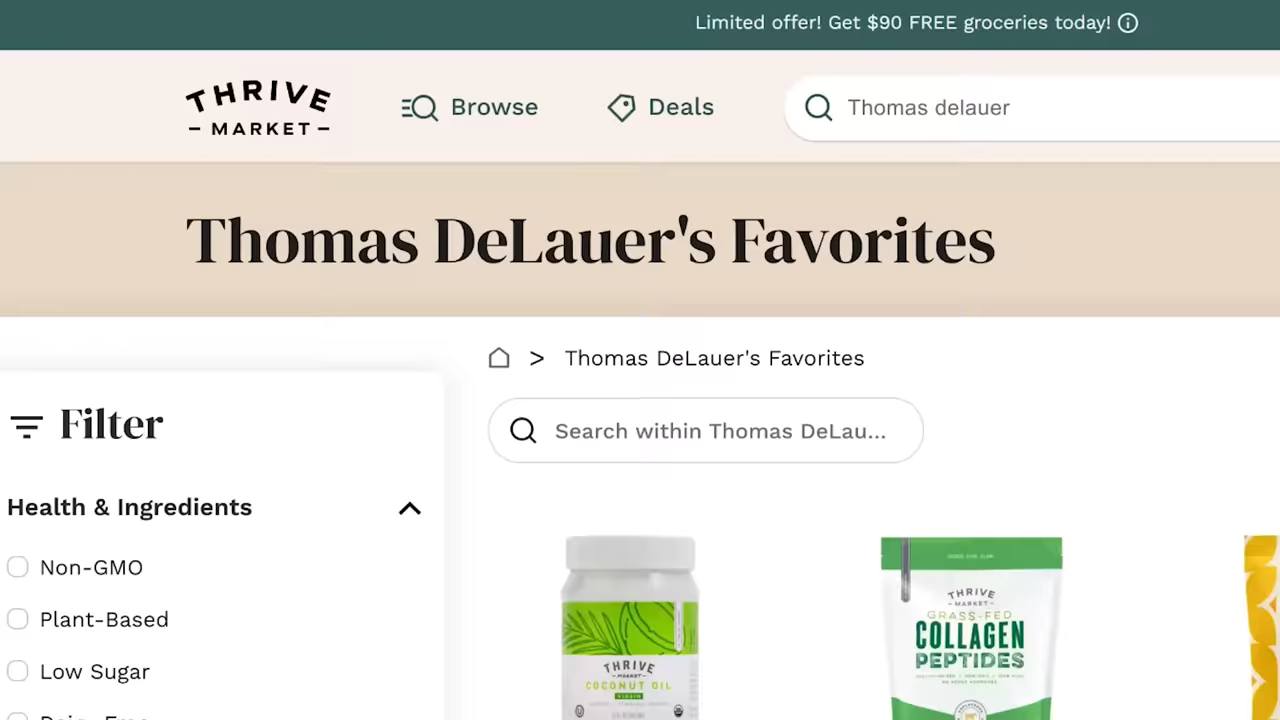 Limited offer! Get $90 FREE groceries today!
THRIVE
MARKET
Browse
Deals
Thomas delauer
Thomas DeLauer's Favorites
> Thomas DeLauer's Favorites
Filter
Search within Thomas DeLau...
Health & Ingredients
Non-GMO
Plant-Based
Low Sugar
THRIVE
MARKET
COCONUT OIL
VIRGIN
THRIVE
MARKET
GRASS-FED
COLLAGEN
PEPTIDES